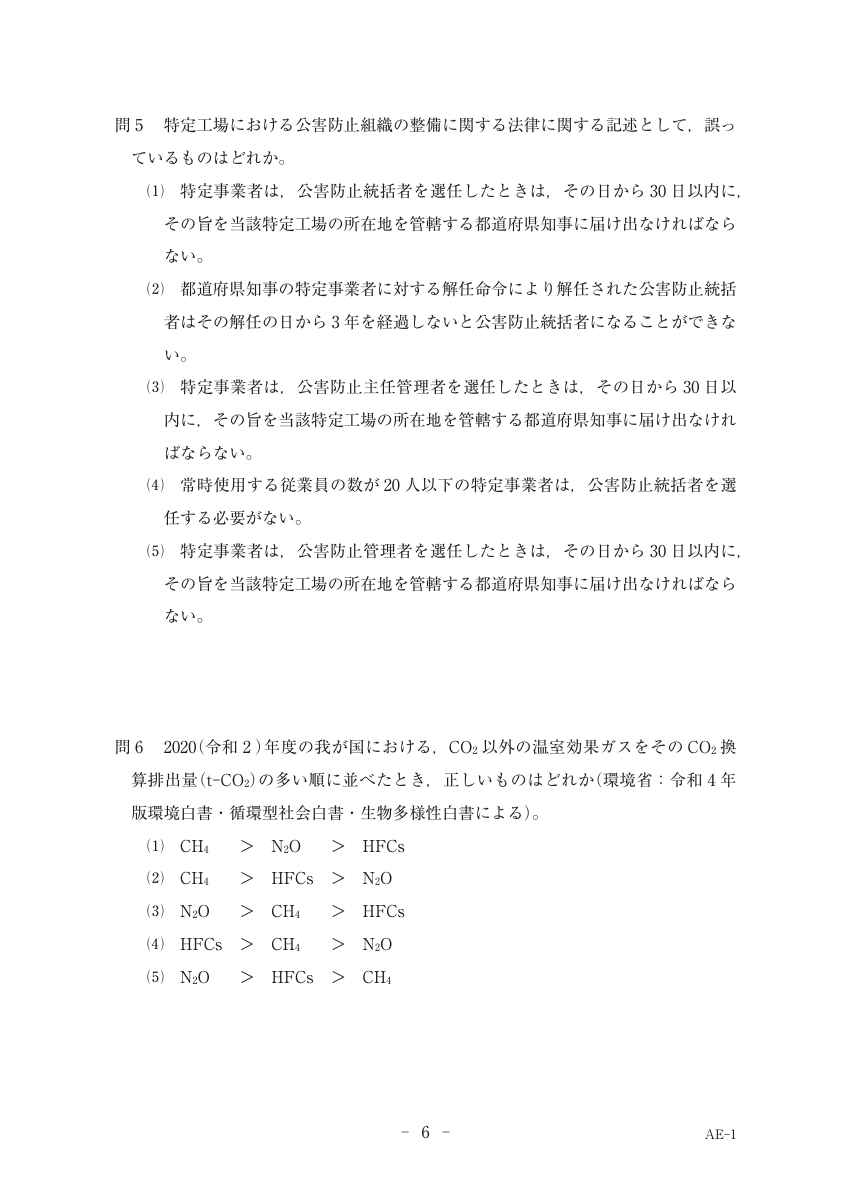 問5　特定工場における公害防止組織の整備に関する法律に関する記述として，誤っ
ているものはどれか。
⑴　特定事業者は，公害防止統括者を選任したときは，その日から 30 日以内に，
その旨を当該特定工場の所在地を管轄する都道府県知事に届け出なければなら
ない。
⑵　都道府県知事の特定事業者に対する解任命令により解任された公害防止統括
者はその解任の日から 3 年を経過しないと公害防止統括者になることができな
い。
⑶　特定事業者は，公害防止主任管理者を選任したときは，その日から 30 日以
内に，その旨を当該特定工場の所在地を管轄する都道府県知事に届け出なけれ
ばならない。
⑷　常時使用する従業員の数が 20 人以下の特定事業者は，公害防止統括者を選
任する必要がない。
⑸　特定事業者は，公害防止管理者を選任したときは，その日から 30 日以内に，
その旨を当該特定工場の所在地を管轄する都道府県知事に届け出なければなら
ない。
問6　2020(令和 2 )年度の我が国における，CO₂ 以外の温室効果ガスをその CO₂ 換
算排出量(t-CO₂)の多い順に並べたとき，正しいものはどれか(環境省：令和 4 年
版環境白書・循環型社会白書・生物多様性白書による)。
⑴　CH₄　＞　N₂O　＞　HFCs
⑵　CH₄　＞　HFCs　＞　N₂O
⑶　N₂O　＞　CH₄　＞　HFCs
⑷　HFCs　＞　CH₄　＞　N₂O
⑸　N₂O　＞　HFCs　＞　CH₄
- 6 -
AE-1